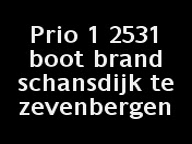 Prio 1 2531
boot brand
schansdijk te
zevenbergen